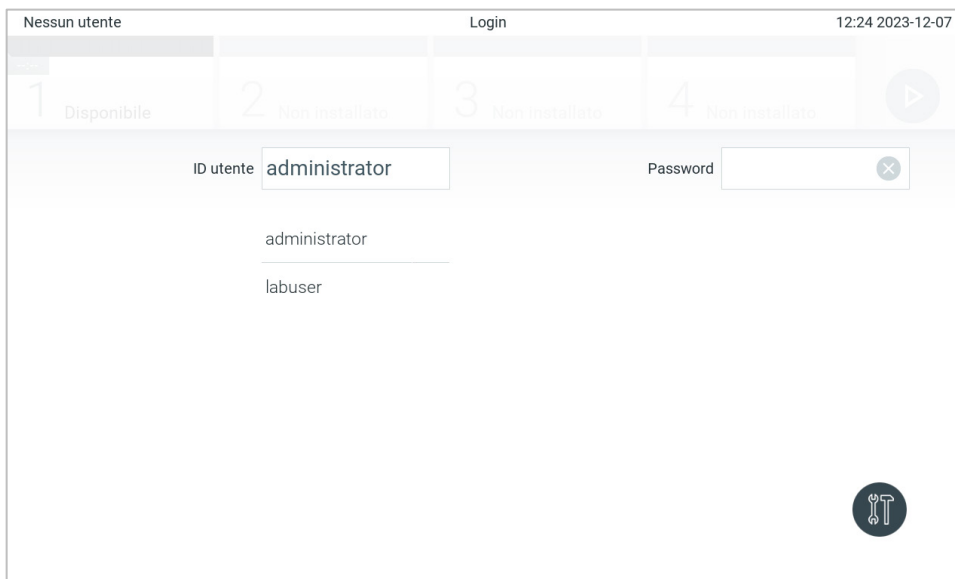 Nessun utente Login 12:24 2023-12-07
--:--
1 Disponibile 2 Non installato 3 Non installato 4 Non installato
ID utente administrator Password
administrator
labuser